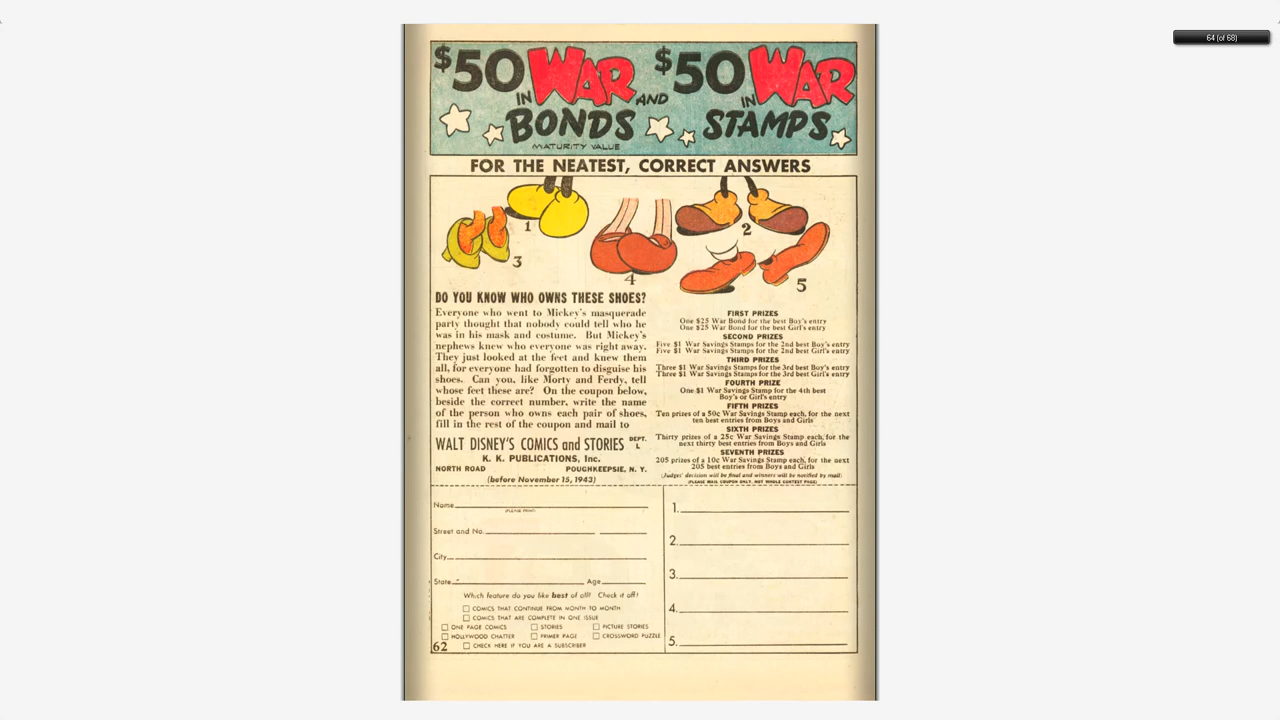 64 (of 68)
$50 IN WAR BONDS AND $50 IN WAR STAMPS
MATURITY VALUE
FOR THE NEATEST, CORRECT ANSWERS
1
2
3
4
5
DO YOU KNOW WHO OWNS THESE SHOES?
Everyone who went to Mickey's masquerade
party thought that nobody could tell who he
was in his mask and costume. But Mickey's
nephews knew who everyone was right away.
They just looked at the feet and knew them
all, for everyone had forgotten to disguise his
shoes. Can you, like Morty and Ferdy, tell
whose feet these are? On the coupon below,
beside the correct number, write the name
of the person who owns each pair of shoes,
fill in the rest of the coupon and mail to
WALT DISNEY'S COMICS and STORIES DEPT. L
K. K. PUBLICATIONS, Inc.
NORTH ROAD POUGHKEEPSIE, N. Y.
(before November 15, 1943)
FIRST PRIZES
One $25 War Bond for the best Boy's entry
One $25 War Bond for the best Girl's entry
SECOND PRIZES
Five $1 War Savings Stamps for the 2nd best Boy's entry
Five $1 War Savings Stamps for the 2nd best Girl's entry
THIRD PRIZES
Three $1 War Savings Stamps for the 3rd best Boy's entry
Three $1 War Savings Stamps for the 3rd best Girl's entry
FOURTH PRIZE
One $1 War Savings Stamp for the 4th best
Boy's or Girl's entry
FIFTH PRIZES
Ten prizes of a 50c War Savings Stamp each, for the next
ten best entries from Boys and Girls
SIXTH PRIZES
Thirty prizes of a 25c War Savings Stamp each, for the
next thirty best entries from Boys and Girls
SEVENTH PRIZES
205 prizes of a 10c War Savings Stamp each, for the next
205 best entries from Boys and Girls
(Judges' decision will be final and winners will be notified by mail)
(PLEASE MAIL COUPON ONLY, NOT WHOLE CONTEST PAGE)
Name
(PLEASE PRINT)
Street and No.
City
State Age
Which feature do you like best of all? Check it off!
COMICS THAT CONTINUE FROM MONTH TO MONTH
COMICS THAT ARE COMPLETE IN ONE ISSUE
ONE PAGE COMICS STORIES PICTURE STORIES
HOLLYWOOD CHATTER PRIMER PAGE CROSSWORD PUZZLE
62 CHECK HERE IF YOU ARE A SUBSCRIBER
1.
2.
3.
4.
5.